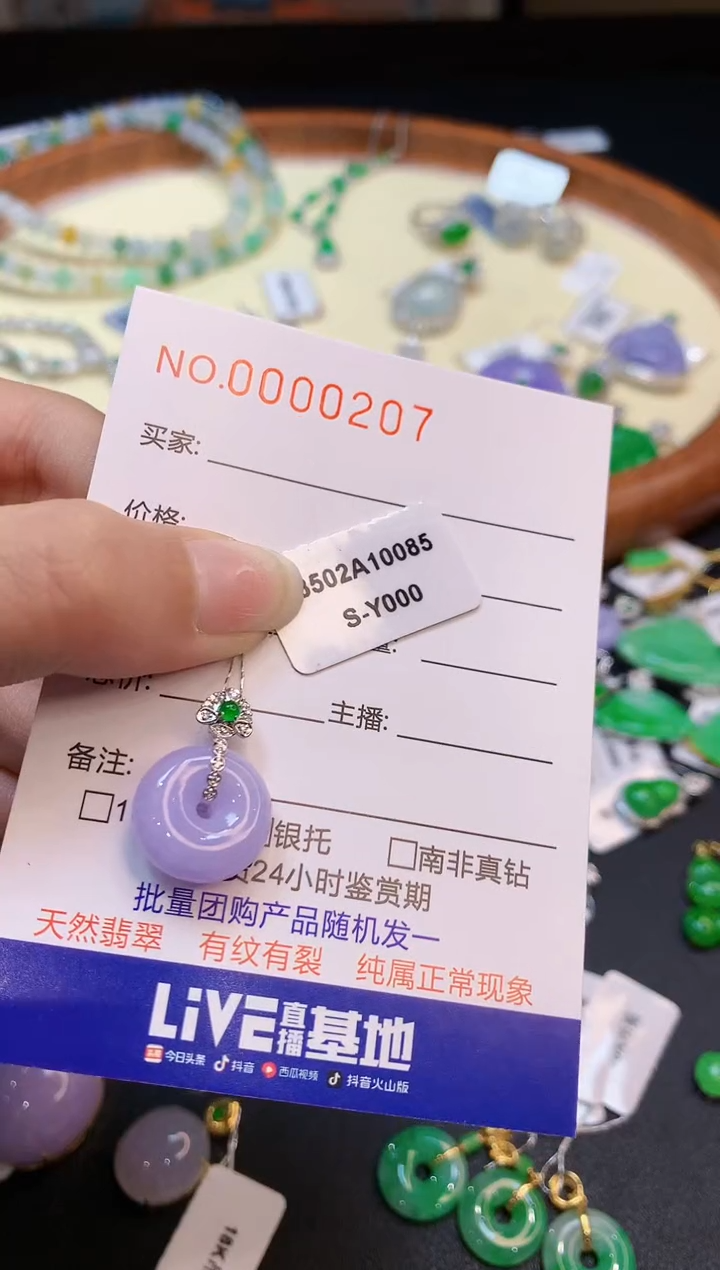 NO.0000207
买家:
价格:
502A10085
S-Y000
总价:
主播:
备注:
□1
银托
□南非真钻
24小时鉴赏期
批量团购产品随机发一
天然翡翠 有纹有裂 纯属正常现象
LiVE直播基地
今日头条 抖音 西瓜视频 抖音火山版
18K